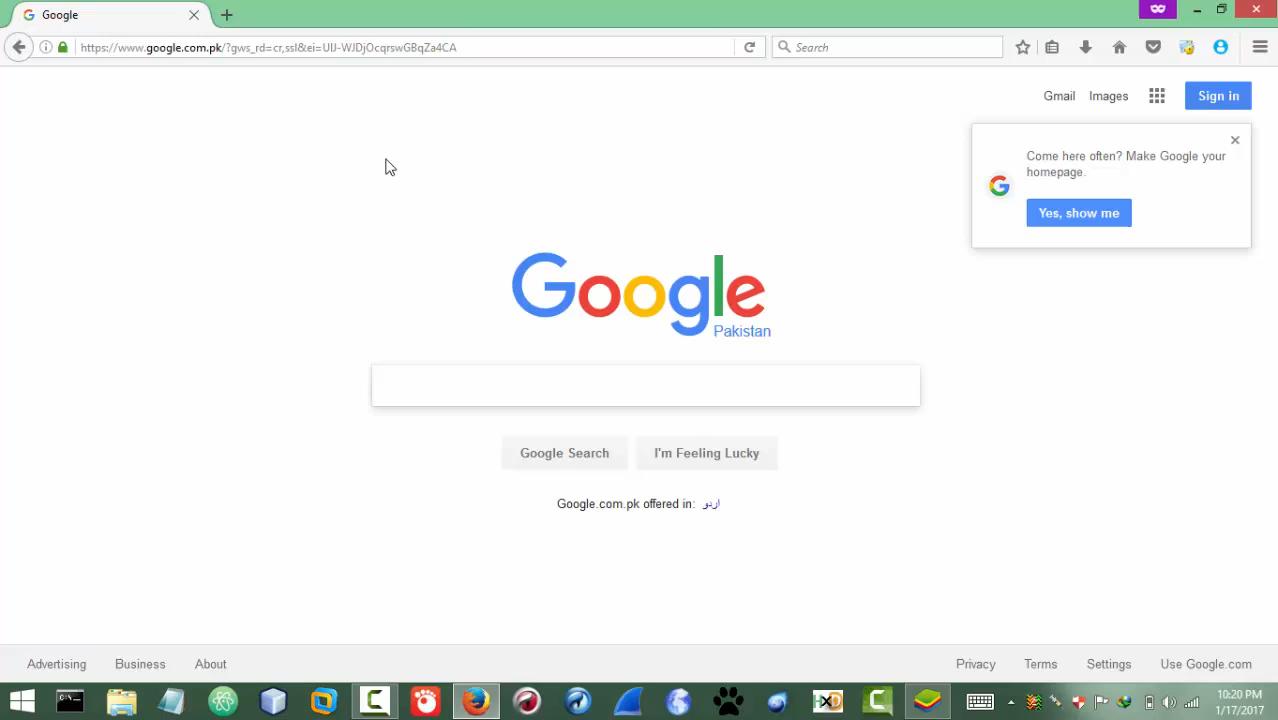 Google
https://www.google.com.pk/?gws_rd=cr,ssl&ei=UlJ-WJDjOcqrswGBqZa4CA
Search
Gmail Images Sign in
Come here often? Make Google your
homepage.
Yes, show me
Google
Pakistan
Google Search I'm Feeling Lucky
Google.com.pk offered in: اردو
Advertising Business About Privacy Terms Settings Use Google.com
10:20 PM
1/17/2017